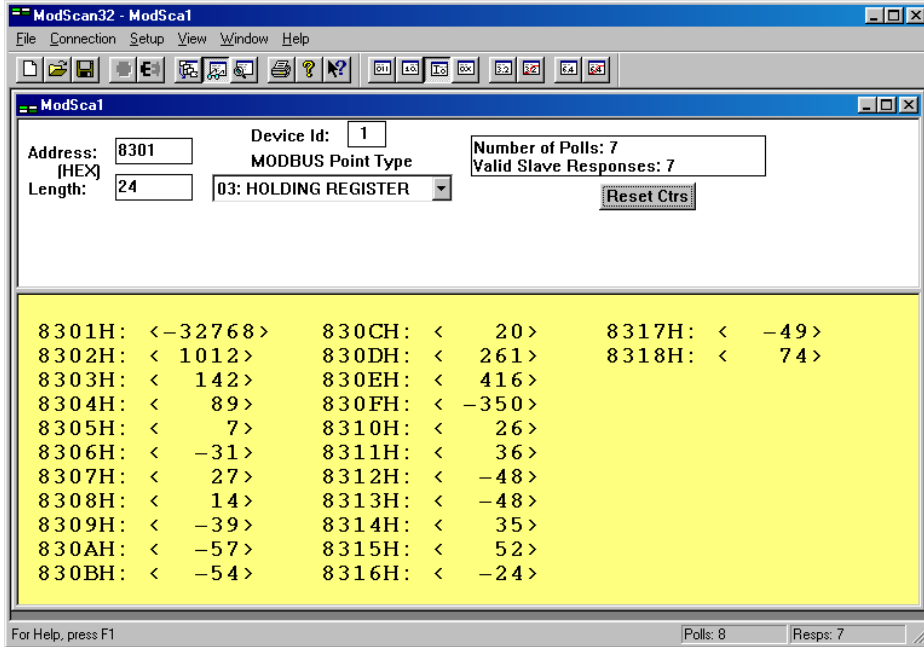 ModScan32 - ModSca1
File Connection Setup View Window Help
ModSca1
Address: (HEX) 8301
Length: 24
Device Id: 1
MODBUS Point Type
03: HOLDING REGISTER
Number of Polls: 7
Valid Slave Responses: 7
Reset Ctrs
8301H: <-32768>
8302H: < 1012>
8303H: < 142>
8304H: < 89>
8305H: < 7>
8306H: < -31>
8307H: < 27>
8308H: < 14>
8309H: < -39>
830AH: < -57>
830BH: < -54>
830CH: < 20>
830DH: < 261>
830EH: < 416>
830FH: < -350>
8310H: < 26>
8311H: < 36>
8312H: < -48>
8313H: < -48>
8314H: < 35>
8315H: < 52>
8316H: < -24>
8317H: < -49>
8318H: < 74>
For Help, press F1
Polls: 8
Resps: 7